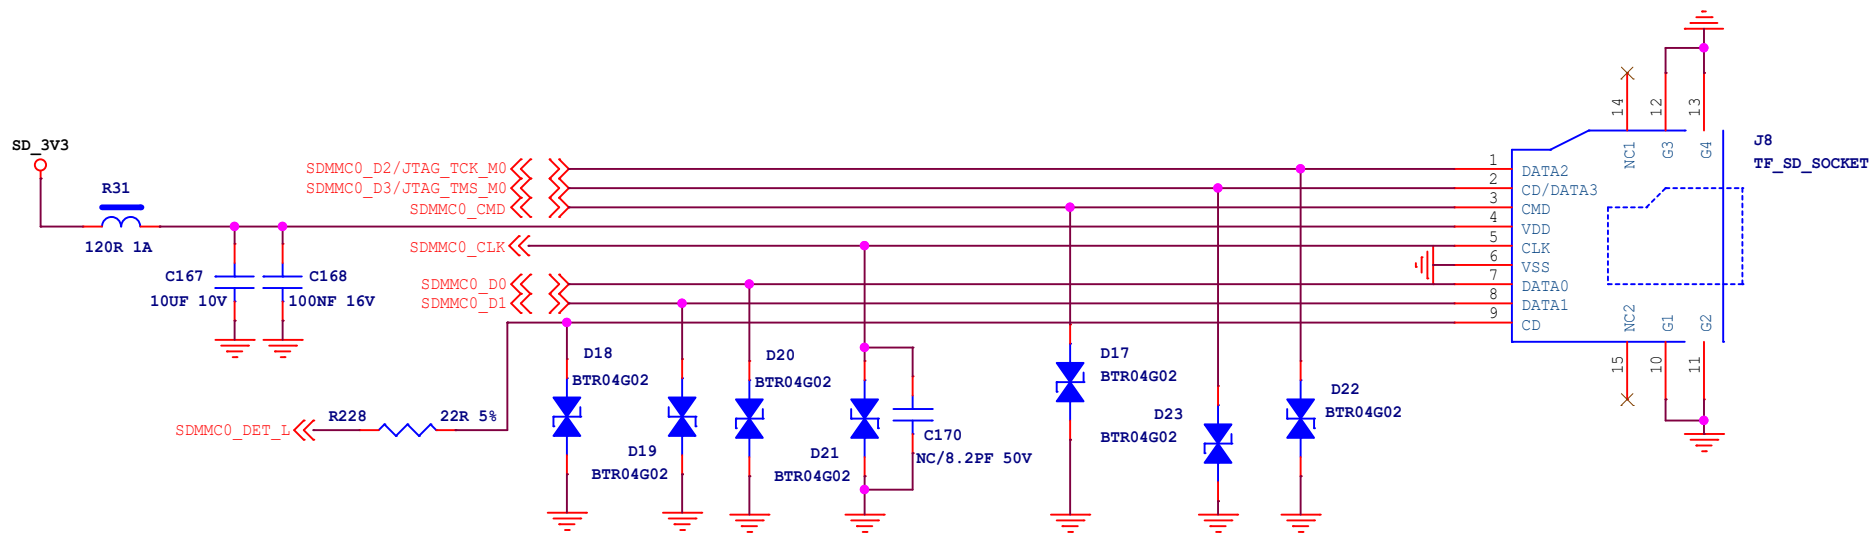 SD_3V3
R31
120R 1A
C167
10UF 10V
C168
100NF 16V
SDMMC0_D2/JTAG_TCK_M0
SDMMC0_D3/JTAG_TMS_M0
SDMMC0_CMD
SDMMC0_CLK
SDMMC0_D0
SDMMC0_D1
SDMMC0_DET_L
R228
22R 5%
D18
BTR04G02
D19
BTR04G02
D20
BTR04G02
D21
BTR04G02
C170
NC/8.2PF 50V
D17
BTR04G02
D23
BTR04G02
D22
BTR04G02
J8
TF_SD_SOCKET
14
12
13
NC1
G3
G4
1 DATA2
2 CD/DATA3
3 CMD
4 VDD
5 CLK
6 VSS
7 DATA0
8 DATA1
9 CD
NC2
G1
G2
15
10
11